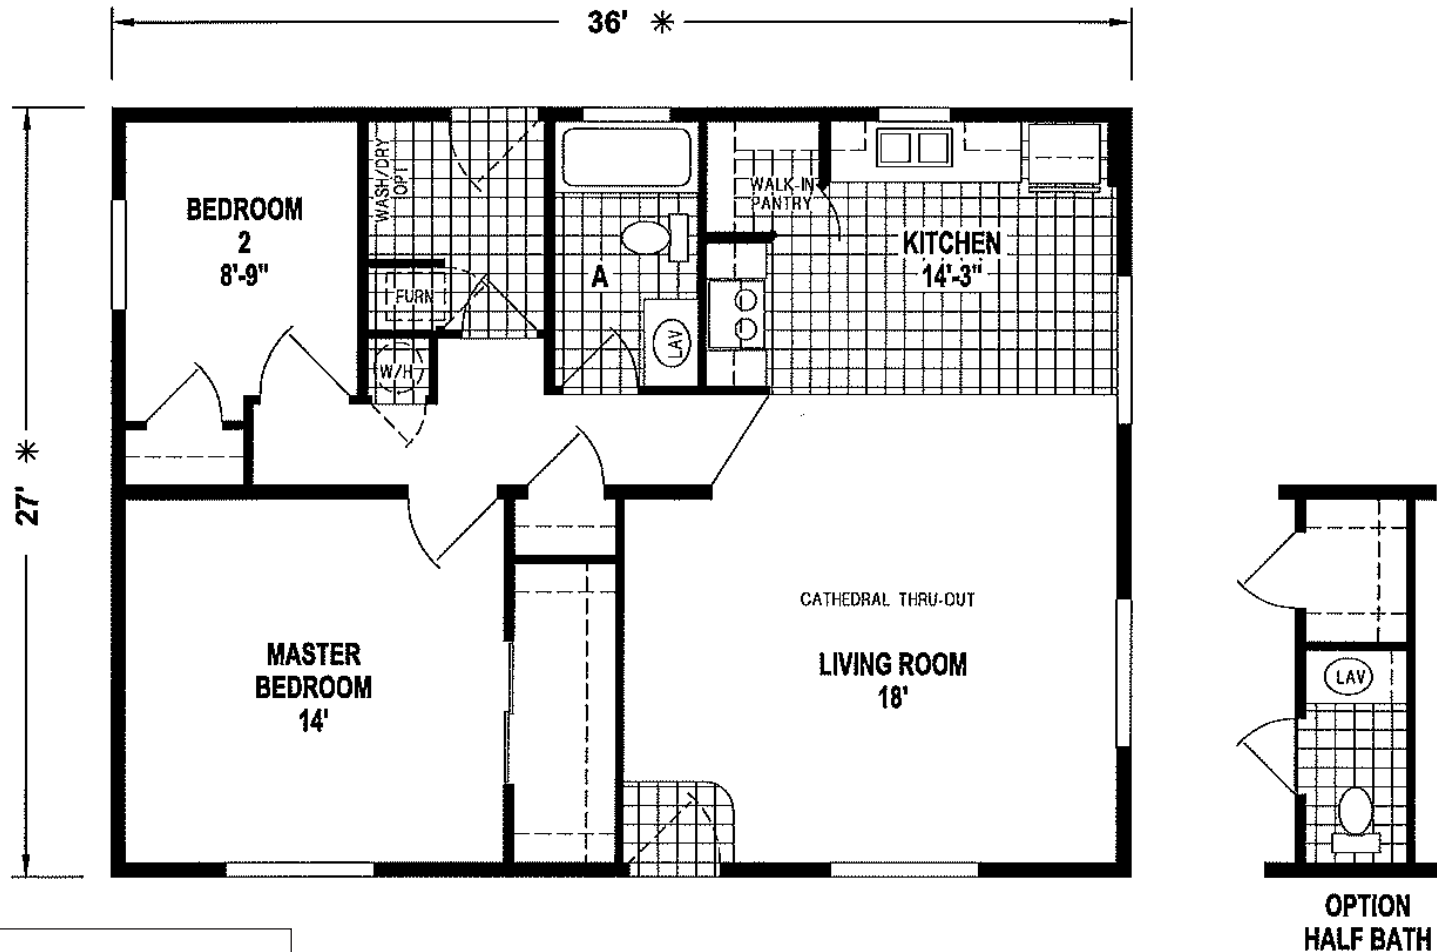 36' *
27' *
BEDROOM
2
8'-9"
WASH/DRY
OPT
FURN
W/H
A
LAV
WALK-IN
PANTRY
KITCHEN
14'-3"
CATHEDRAL THRU-OUT
LIVING ROOM
18'
MASTER
BEDROOM
14'
LAV
OPTION
HALF BATH